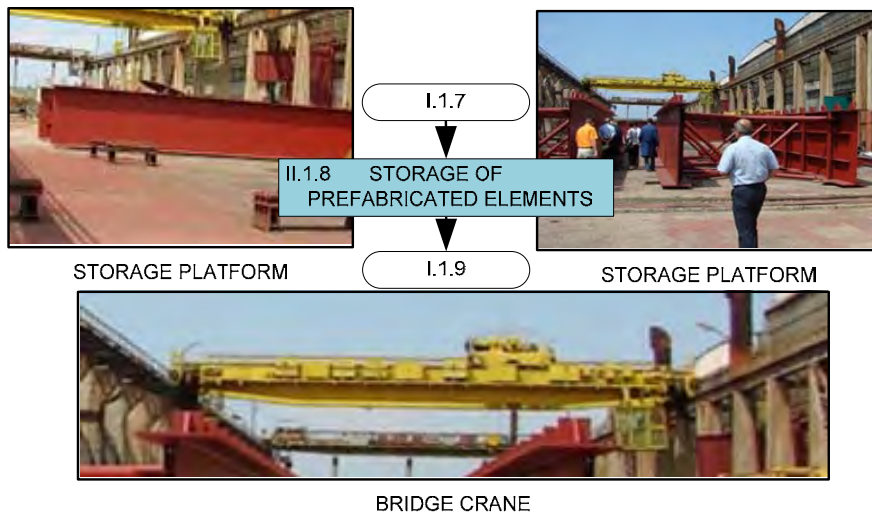 I.1.7
II.1.8 STORAGE OF
PREFABRICATED ELEMENTS
I.1.9
STORAGE PLATFORM
STORAGE PLATFORM
BRIDGE CRANE